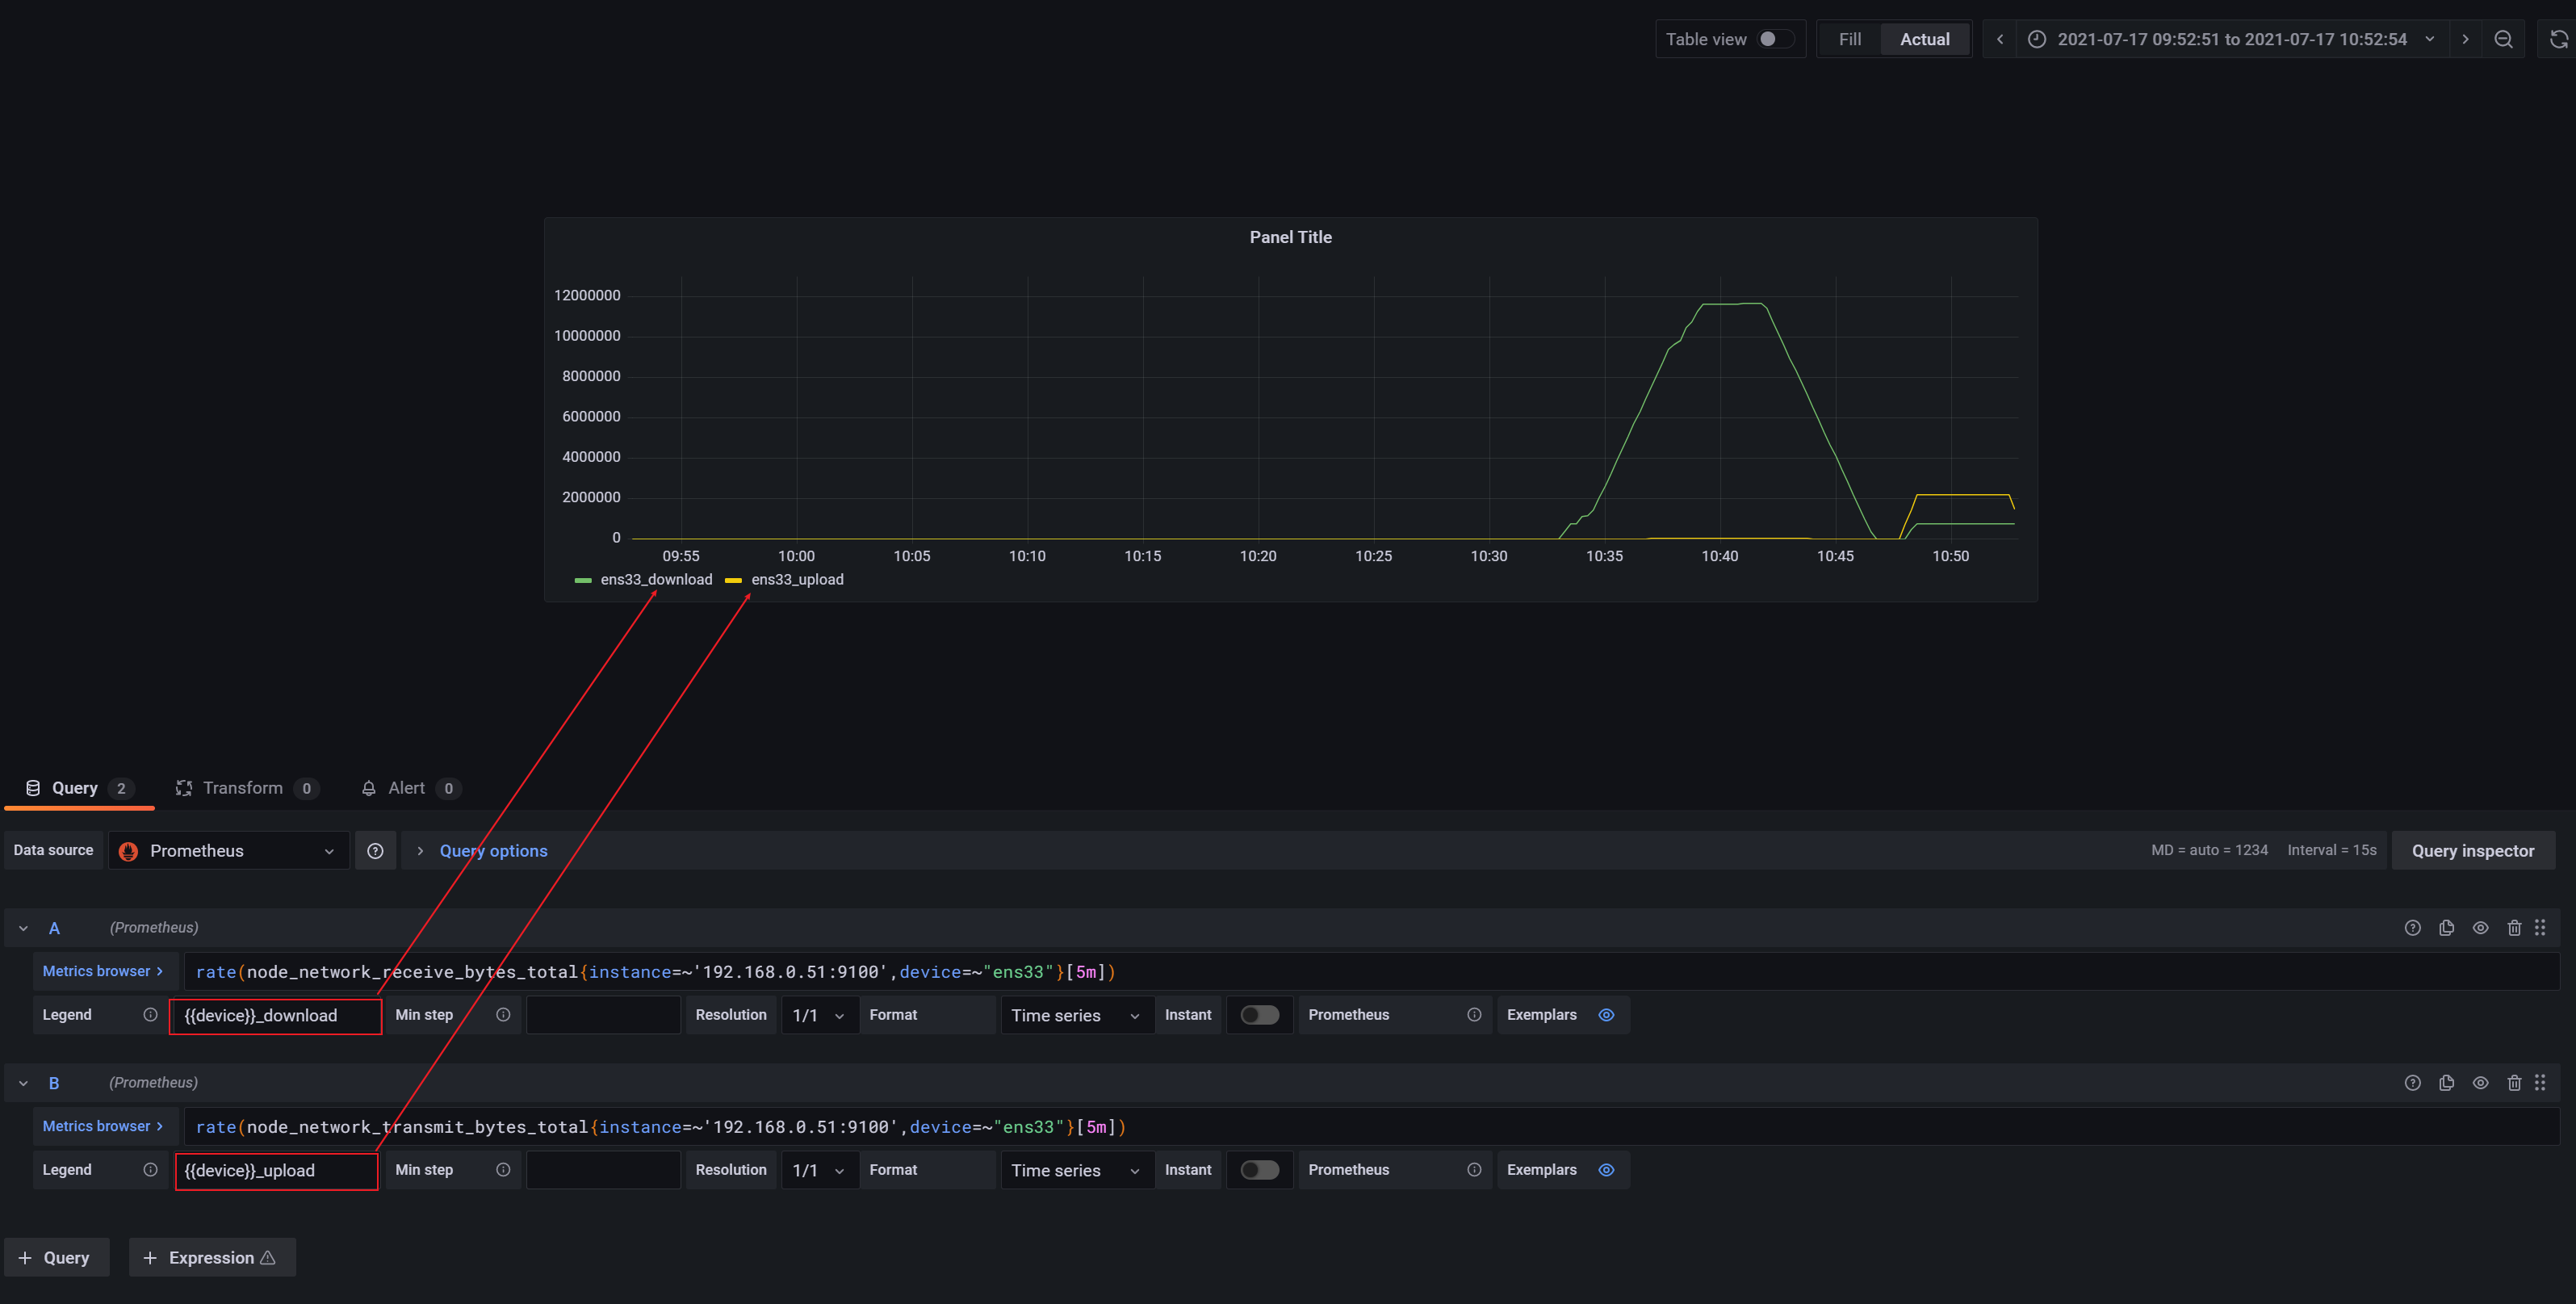 Table view Fill Actual 2021-07-17 09:52:51 to 2021-07-17 10:52:54
Panel Title
12000000
10000000
8000000
6000000
4000000
2000000
0
09:55 10:00 10:05 10:10 10:15 10:20 10:25 10:30 10:35 10:40 10:45 10:50
ens33_download ens33_upload
Query 2 Transform 0 Alert 0
Data source Prometheus Query options MD = auto = 1234 Interval = 15s Query inspector
A (Prometheus)
Metrics browser > rate(node_network_receive_bytes_total{instance=~'192.168.0.51:9100',device=~"ens33"}[5m])
Legend {{device}}_download Min step Resolution 1/1 Format Time series Instant Prometheus Exemplars
B (Prometheus)
Metrics browser > rate(node_network_transmit_bytes_total{instance=~'192.168.0.51:9100',device=~"ens33"}[5m])
Legend {{device}}_upload Min step Resolution 1/1 Format Time series Instant Prometheus Exemplars
+ Query + Expression